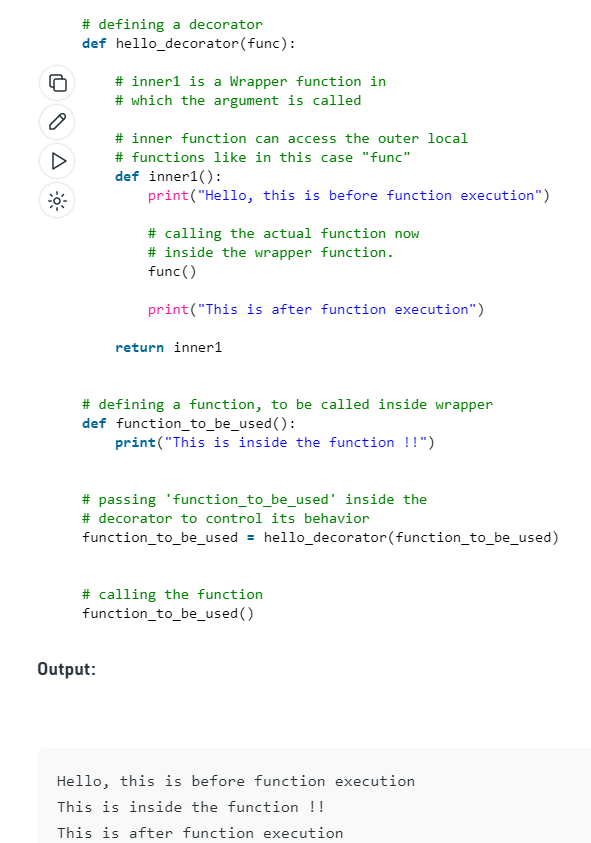 # defining a decorator
def hello_decorator(func):
# inner1 is a Wrapper function in
# which the argument is called
# inner function can access the outer local
# functions like in this case "func"
def inner1():
print("Hello, this is before function execution")
# calling the actual function now
# inside the wrapper function.
func()
print("This is after function execution")
return inner1
# defining a function, to be called inside wrapper
def function_to_be_used():
print("This is inside the function !!")
# passing 'function_to_be_used' inside the
# decorator to control its behavior
function_to_be_used = hello_decorator(function_to_be_used)
# calling the function
function_to_be_used()
Output:
Hello, this is before function execution
This is inside the function !!
This is after function execution